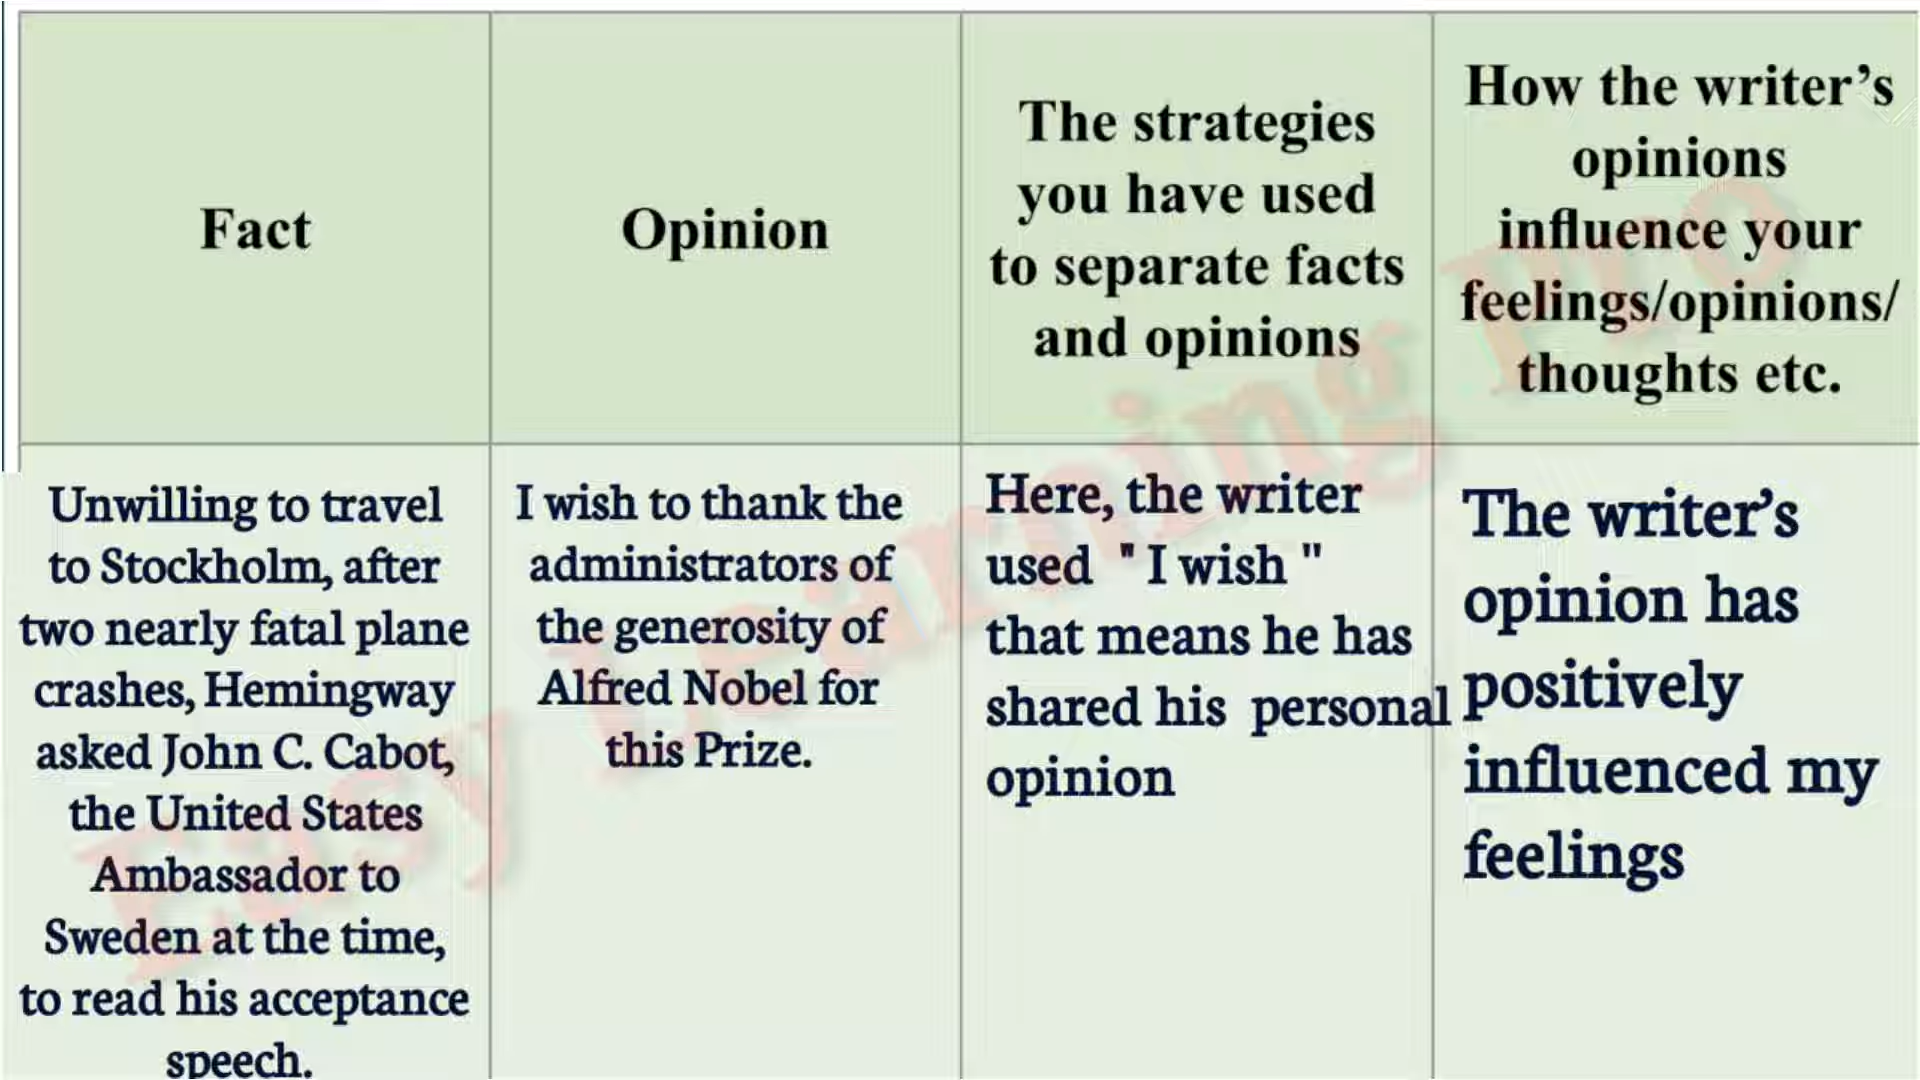 Fact
Opinion
The strategies
you have used
to separate facts
and opinions
How the writer’s
opinions
influence your
feelings/opinions/
thoughts etc.
Unwilling to travel
to Stockholm, after
two nearly fatal plane
crashes, Hemingway
asked John C. Cabot,
the United States
Ambassador to
Sweden at the time,
to read his acceptance
speech.
I wish to thank the
administrators of
the generosity of
Alfred Nobel for
this Prize.
Here, the writer
used " I wish "
that means he has
shared his personal
opinion
The writer’s
opinion has
positively
influenced my
feelings
Easy Learning Pro